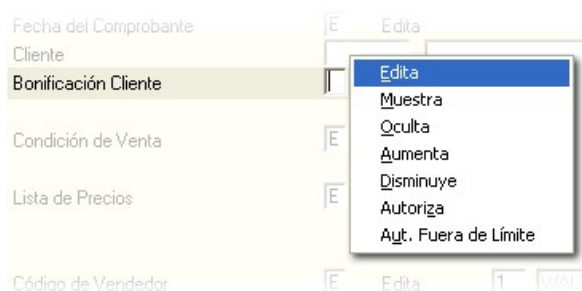 Fecha del Comprobante E Edita
Cliente
Bonificación Cliente
Edita
Muestra
Oculta
Aumenta
Disminuye
Autoriza
Aut. Fuera de Límite
Condición de Venta E
Lista de Precios E
Código de Vendedor E Edita 1